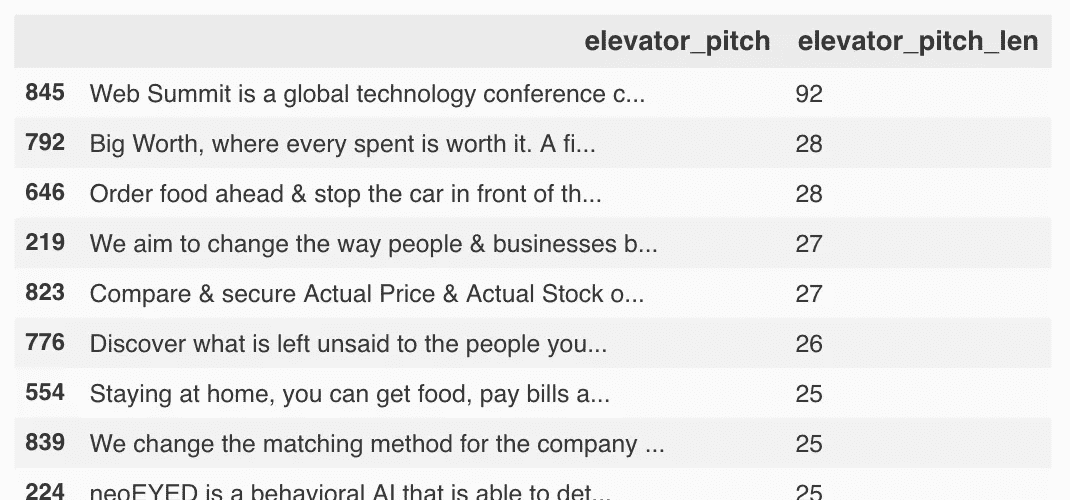 elevator_pitch elevator_pitch_len
845 Web Summit is a global technology conference c... 92
792 Big Worth, where every spent is worth it. A fi... 28
646 Order food ahead & stop the car in front of th... 28
219 We aim to change the way people & businesses b... 27
823 Compare & secure Actual Price & Actual Stock o... 27
776 Discover what is left unsaid to the people you... 26
554 Staying at home, you can get food, pay bills a... 25
839 We change the matching method for the company ... 25
224 neoEYED is a behavioral AI that is able to det... 25